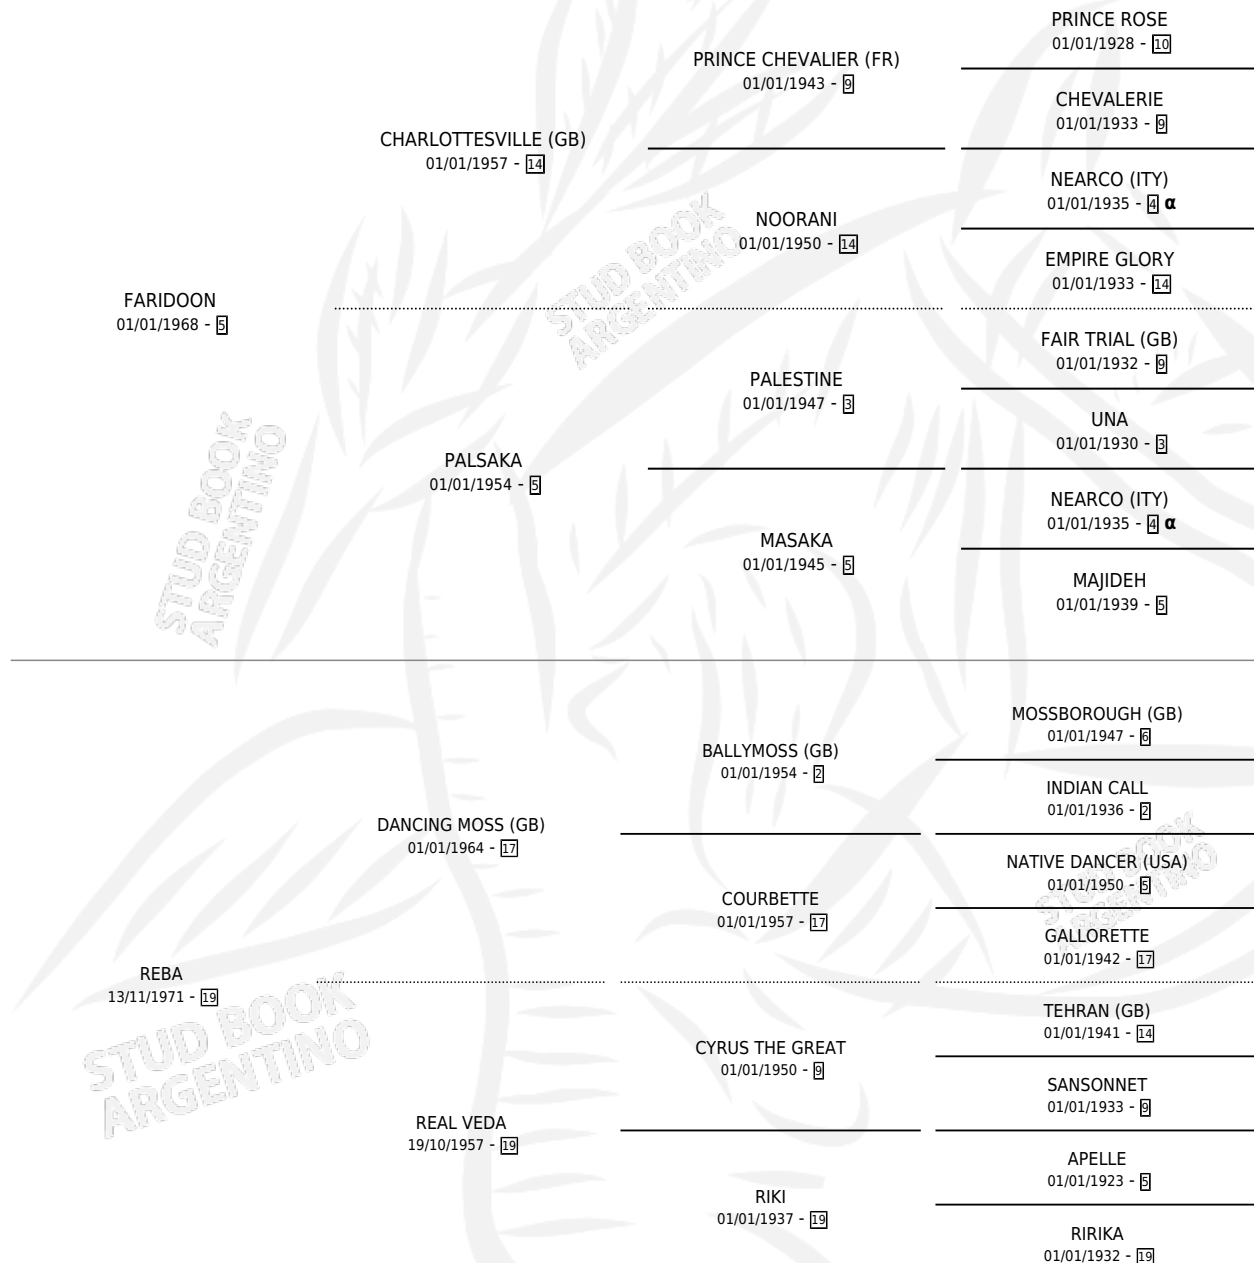 PRINCE ROSE
01/01/1928 - 10
PRINCE CHEVALIER (FR)
01/01/1943 - 9
CHEVALERIE
01/01/1933 - 9
CHARLOTTESVILLE (GB)
01/01/1957 - 14
NEARCO (ITY)
01/01/1935 - 4 α
NOORANI
01/01/1950 - 14
EMPIRE GLORY
01/01/1933 - 14
FARIDOON
01/01/1968 - 5
FAIR TRIAL (GB)
01/01/1932 - 9
PALESTINE
01/01/1947 - 3
UNA
01/01/1930 - 3
PALSAKA
01/01/1954 - 5
NEARCO (ITY)
01/01/1935 - 4 α
MASAKA
01/01/1945 - 5
MAJIDEH
01/01/1939 - 5
MOSSBOROUGH (GB)
01/01/1947 - 6
BALLYMOSS (GB)
01/01/1954 - 2
INDIAN CALL
01/01/1936 - 2
DANCING MOSS (GB)
01/01/1964 - 17
NATIVE DANCER (USA)
01/01/1950 - 5
COURBETTE
01/01/1957 - 17
GALLORETTE
01/01/1942 - 17
REBA
13/11/1971 - 19
TEHRAN (GB)
01/01/1941 - 14
CYRUS THE GREAT
01/01/1950 - 9
SANSONNET
01/01/1933 - 9
REAL VEDA
19/10/1957 - 19
APELLE
01/01/1923 - 5
RIKI
01/01/1937 - 19
RIRIKA
01/01/1932 - 19
STUD BOOK
ARGENTINO
STUD BOOK
ARGENTINO
STUD BOOK
ARGENTINO
STUD BOOK
ARGENTINO